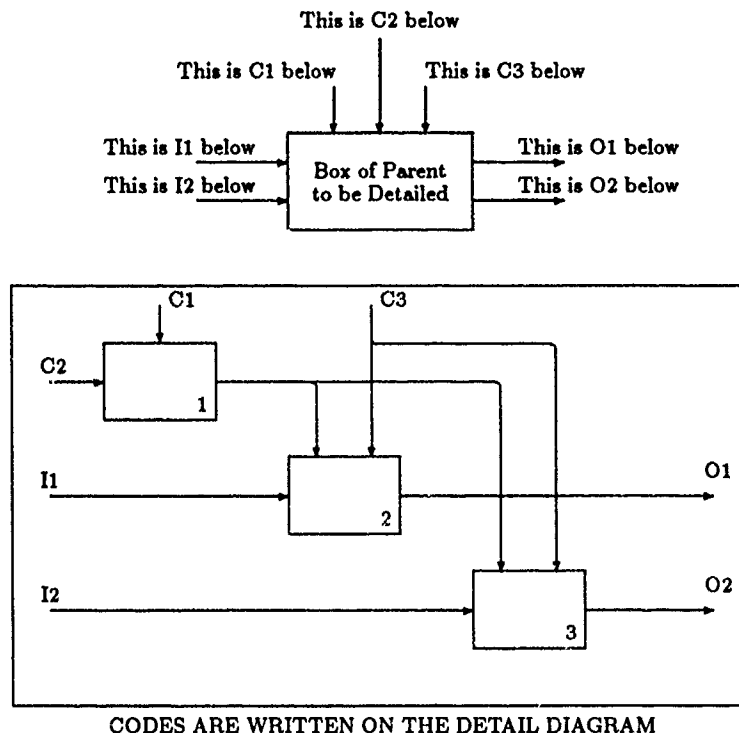 This is C2 below
This is C1 below
This is C3 below
This is I1 below
This is O1 below
This is I2 below
This is O2 below
Box of Parent
to be Detailed
C1
C3
C2
1
I1
O1
2
I2
O2
3
CODES ARE WRITTEN ON THE DETAIL DIAGRAM